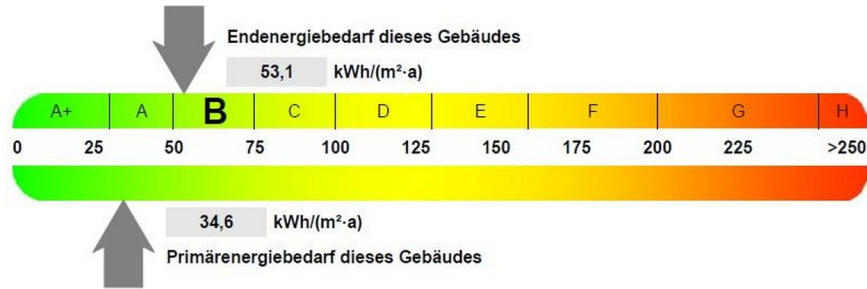 Endenergiebedarf dieses Gebäudes
53,1 kWh/(m²·a)
A+ A B C D E F G H
0 25 50 75 100 125 150 175 200 225 >250
34,6 kWh/(m²·a)
Primärenergiebedarf dieses Gebäudes